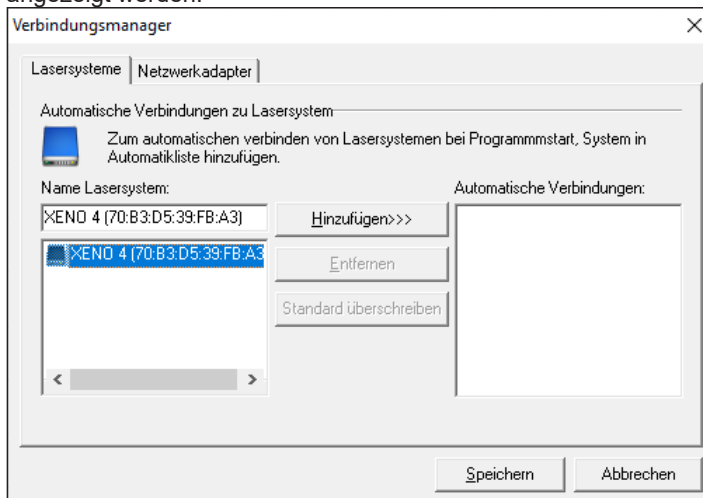 angezeigt werden.
Verbindungsmanager
Lasersysteme
Netzwerkadapter
Automatische Verbindungen zu Lasersystem
Zum automatischen verbinden von Lasersystemen bei Programmmstart, System in
Automatikliste hinzufügen.
Name Lasersystem:
Automatische Verbindungen:
XENO 4 (70:B3:D5:39:FB:A3)
Hinzufügen>>>
XENO 4 (70:B3:D5:39:FB:A3
Entfernen
Standard überschreiben
Speichern
Abbrechen